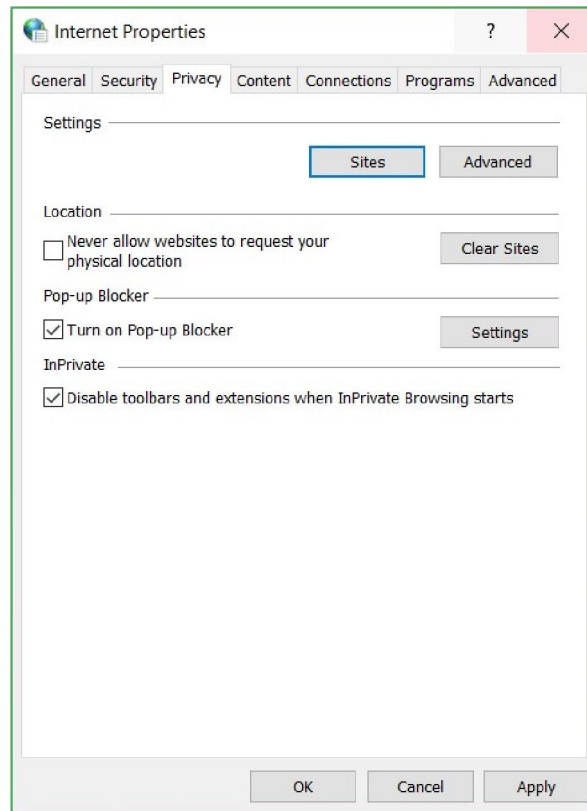 Internet Properties
?
General Security Privacy Content Connections Programs Advanced
Settings
Sites Advanced
Location
Never allow websites to request your
physical location
Clear Sites
Pop-up Blocker
Turn on Pop-up Blocker
Settings
InPrivate
Disable toolbars and extensions when InPrivate Browsing starts
OK Cancel Apply